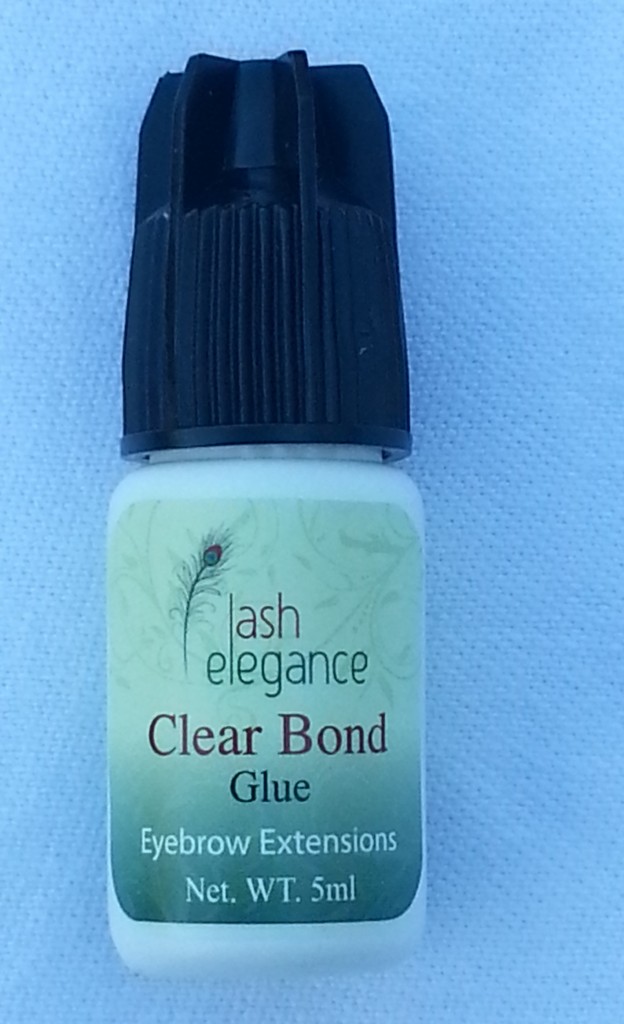 lash
elegance
Clear Bond
Glue
Eyebrow Extensions
Net. WT. 5ml